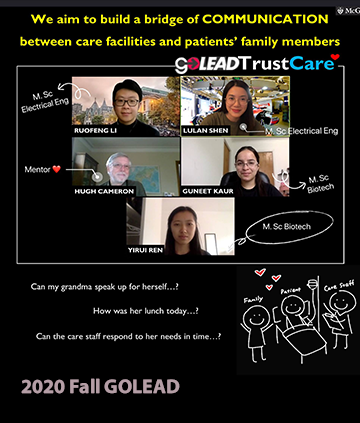 We aim to build a bridge of COMMUNICATION
between care facilities and patients' family members
goLEADTrustCare
M. Sc
Electrical Eng
RUOFENG LI
LULAN SHEN
M. Sc Electrical Eng
Mentor ❤
HUGH CAMERON
GUNEET KAUR
M. Sc
Biotech
YIRUI REN
M. Sc Biotech
Can my grandma speak up for herself...?
How was her lunch today...?
Can the care staff respond to her needs in time...?
Family
Patient
Care Staff
2020 Fall GOLEAD